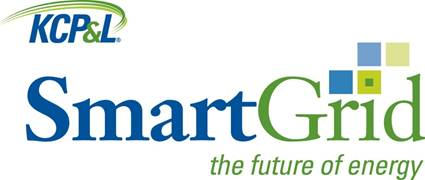 KCP&L®
SmartGrid
the future of energy